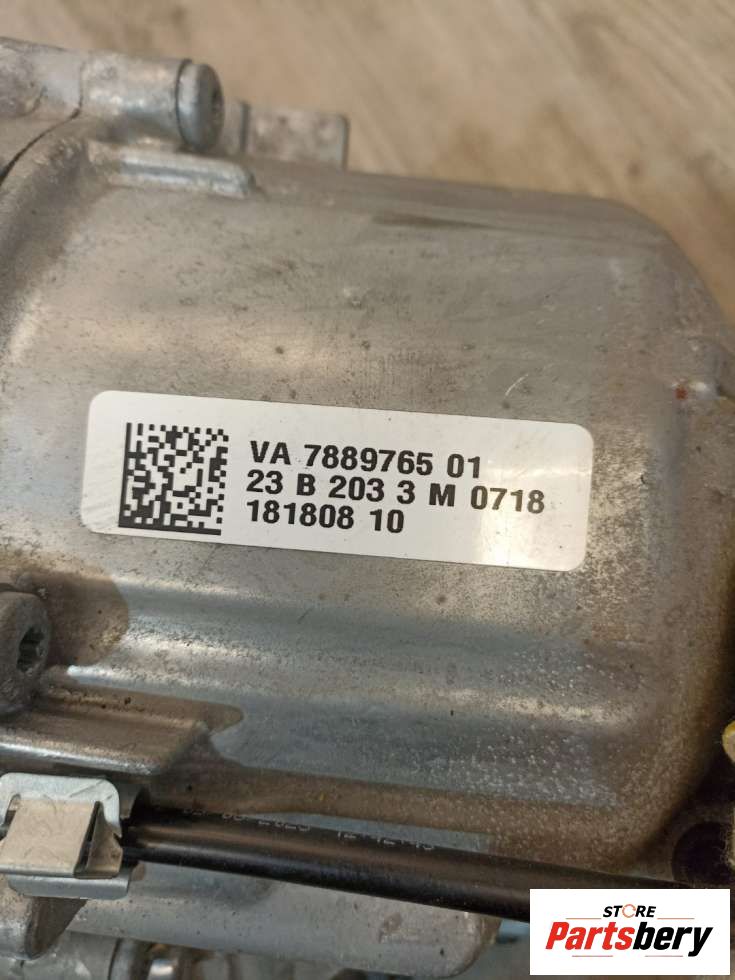 VA 7889765 01
23 B 203 3 M 0718
181808 10
STORE
Partsbery